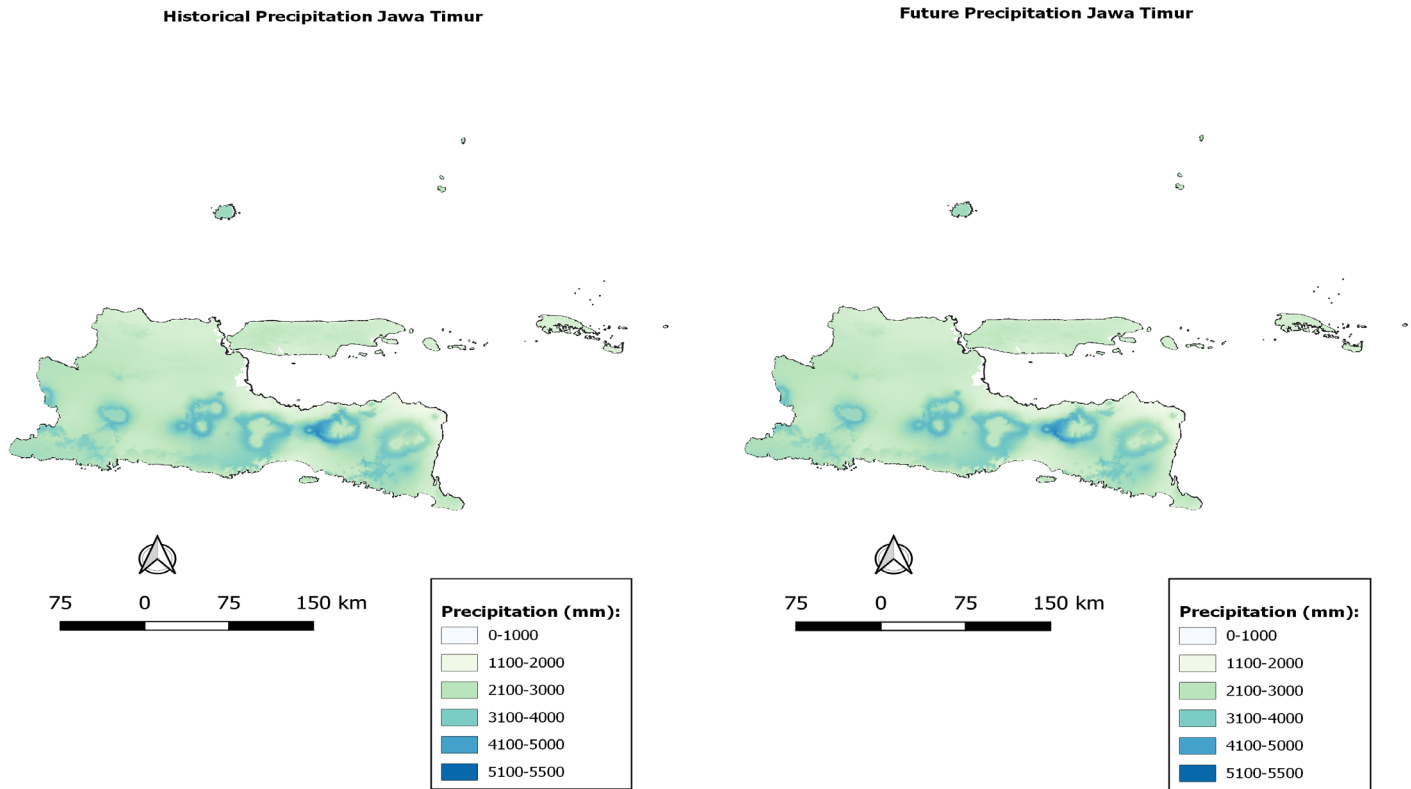 Historical Precipitation Jawa Timur
75 0 75 150 km
Precipitation (mm):
0-1000
1100-2000
2100-3000
3100-4000
4100-5000
5100-5500
Future Precipitation Jawa Timur
75 0 75 150 km
Precipitation (mm):
0-1000
1100-2000
2100-3000
3100-4000
4100-5000
5100-5500